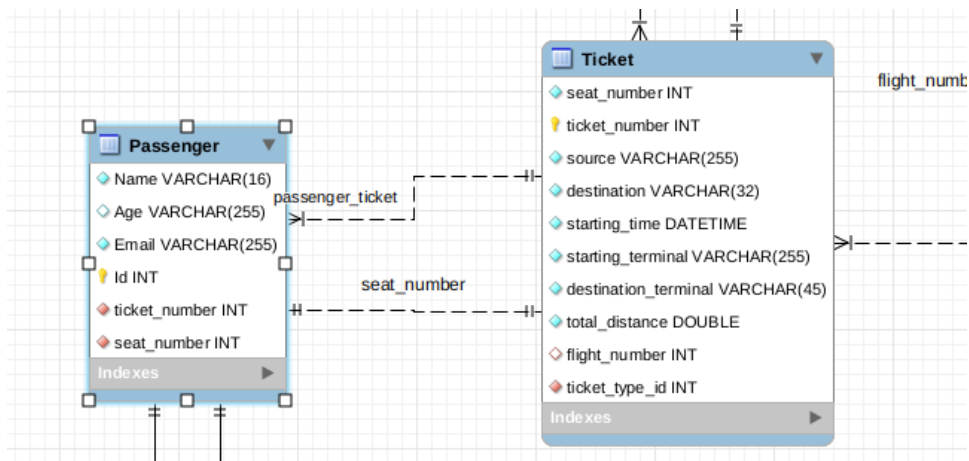 Passenger
Name VARCHAR(16)
Age VARCHAR(255)
Email VARCHAR(255)
Id INT
ticket_number INT
seat_number INT
Indexes
passenger_ticket
seat_number
Ticket
seat_number INT
ticket_number INT
source VARCHAR(255)
destination VARCHAR(32)
starting_time DATETIME
starting_terminal VARCHAR(255)
destination_terminal VARCHAR(45)
total_distance DOUBLE
flight_number INT
ticket_type_id INT
Indexes